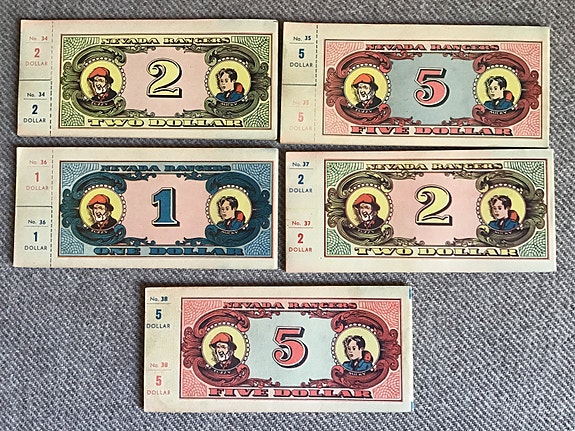 No. 34
2
DOLLAR
No. 34
2
DOLLAR
NEVADA RANGERS
2
TWO DOLLAR
No. 35
5
DOLLAR
No. 35
5
DOLLAR
NEVADA RANGERS
5
FIVE DOLLAR
No. 36
1
DOLLAR
No. 36
1
DOLLAR
NEVADA RANGERS
1
ONE DOLLAR
No. 37
2
DOLLAR
No. 37
2
DOLLAR
NEVADA RANGERS
2
TWO DOLLAR
No. 38
5
DOLLAR
No. 38
5
DOLLAR
NEVADA RANGERS
5
FIVE DOLLAR